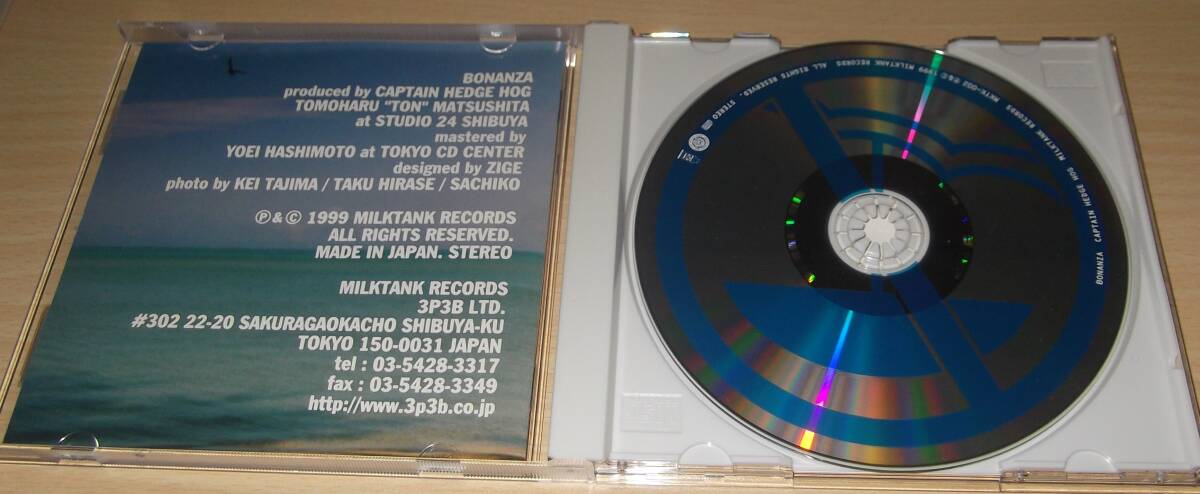 BONANZA
produced by CAPTAIN HEDGE HOG
TOMOHARU "TON" MATSUSHITA
at STUDIO 24 SHIBUYA
mastered by
YOEI HASHIMOTO at TOKYO CD CENTER
designed by ZIGE
photo by KEI TAJIMA / TAKU HIRASE / SACHIKO
℗&© 1999 MILKTANK RECORDS
ALL RIGHTS RESERVED.
MADE IN JAPAN. STEREO
MILKTANK RECORDS
3P3B LTD.
#302 22-20 SAKURAGAOKACHO SHIBUYA-KU
TOKYO 150-0031 JAPAN
tel : 03-5428-3317
fax : 03-5428-3349
http://www.3p3b.co.jp
BONANZA CAPTAIN HEDGE HOG MILKTANK RECORDS MKTK-002 ℗&© 1999 MILKTANK RECORDS ALL RIGHTS RESERVED. STEREO